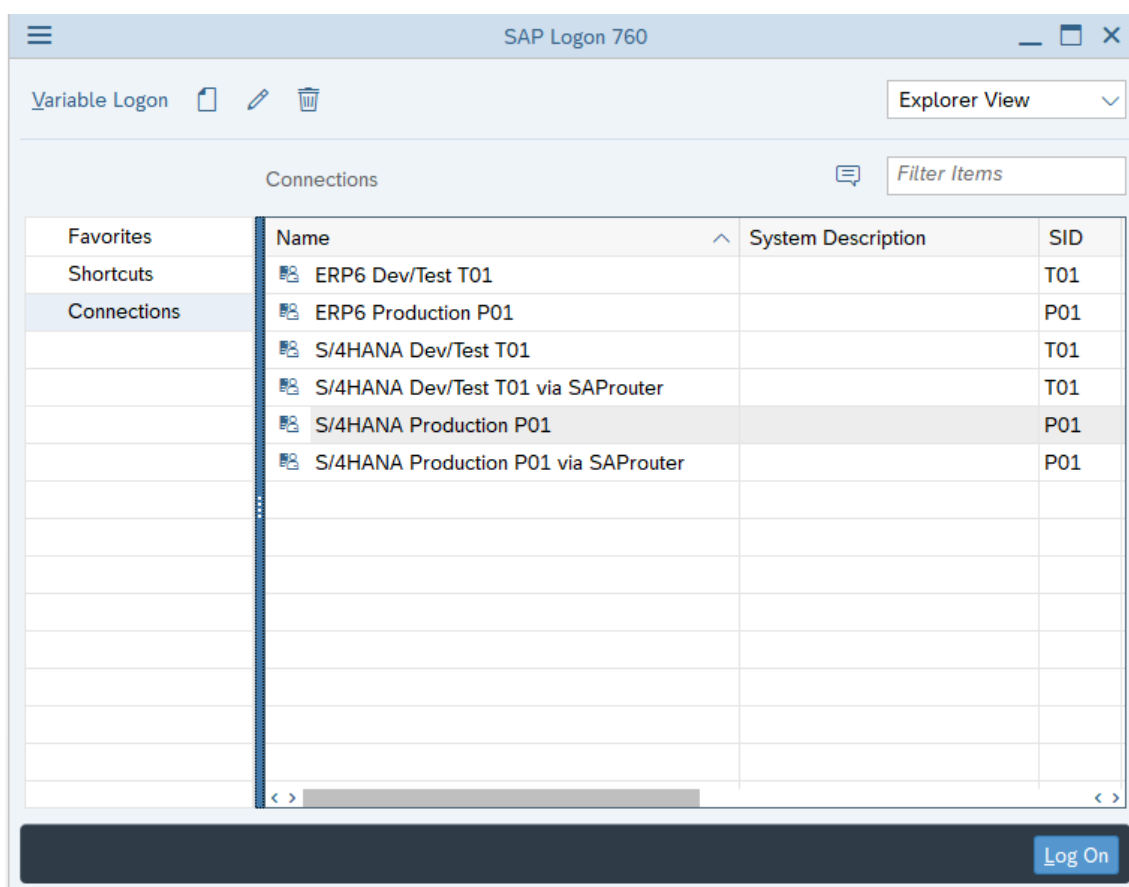 SAP Logon 760
Variable Logon
Explorer View
Connections
Filter Items
Favorites
Shortcuts
Connections
Name System Description SID
ERP6 Dev/Test T01 T01
ERP6 Production P01 P01
S/4HANA Dev/Test T01 T01
S/4HANA Dev/Test T01 via SAProuter T01
S/4HANA Production P01 P01
S/4HANA Production P01 via SAProuter P01
Log On